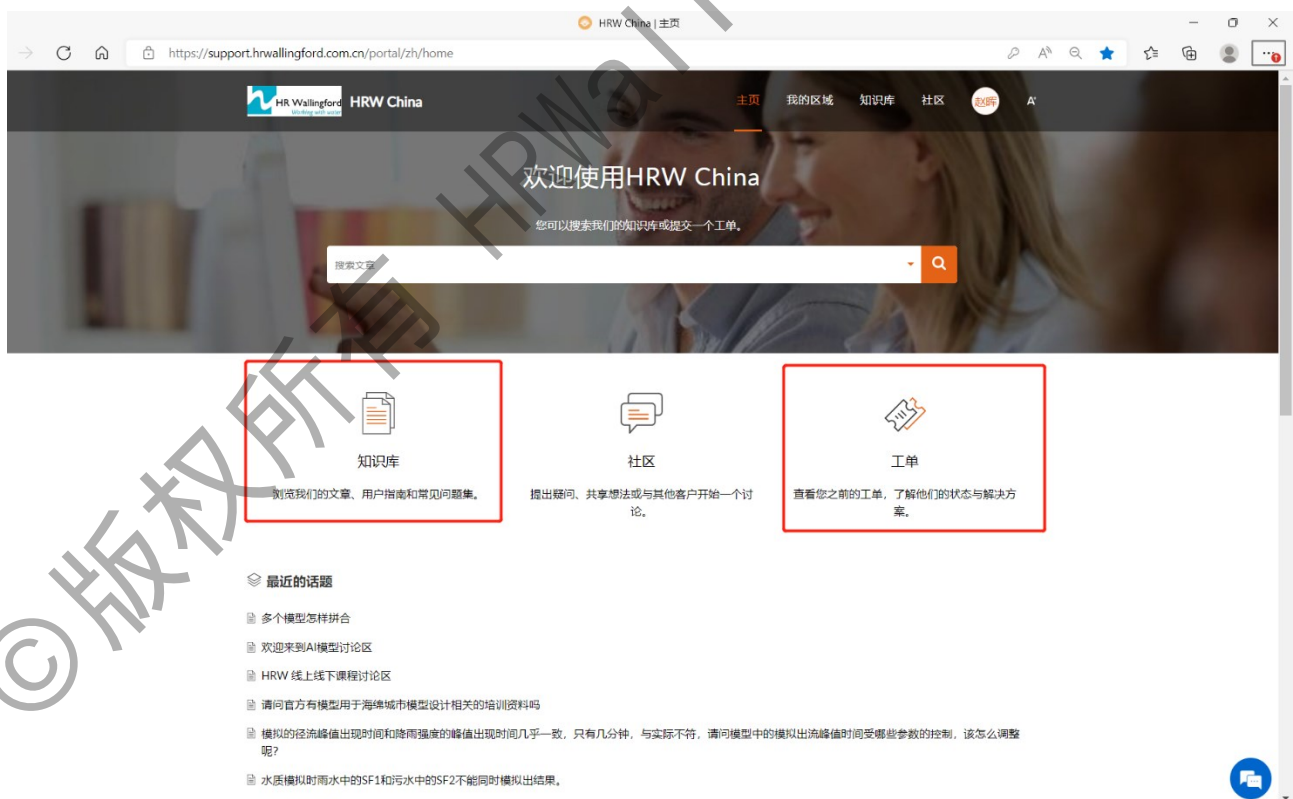 HRW China | 主页
https://support.hrwallingford.com.cn/portal/zh/home
HR Wallingford
Working with water
HRW China
主页
我的区域
知识库
社区
赵晖
欢迎使用HRW China
您可以搜索我们的知识库或提交一个工单。
搜索文章
知识库
浏览我们的文章、用户指南和常见问题集。
社区
提出疑问、共享想法或与其他客户开始一个讨
论。
工单
查看您之前的工单，了解他们的状态与解决方
案。
最近的话题
多个模型怎样拼合
欢迎来到AI模型讨论区
HRW 线上线下课程讨论区
请问官方有模型用于海绵城市模型设计相关的培训资料吗
模拟的径流峰值出现时间和降雨强度的峰值出现时间几乎一致，只有几分钟，与实际不符，请问模型中的模拟出流峰值时间受哪些参数的控制，该怎么调整
呢?
水质模拟时雨水中的SF1和污水中的SF2不能同时模拟出结果。
©版权所有 HRWal